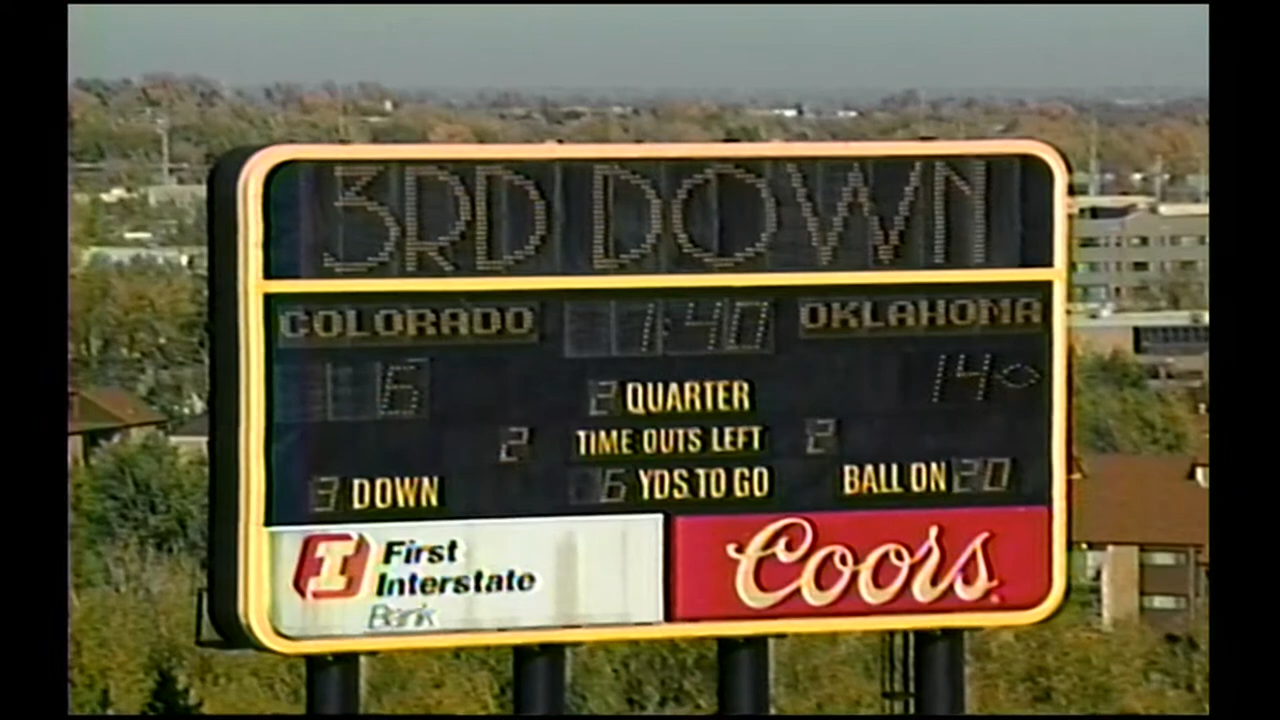 3RD DOWN
COLORADO 1:40 OKLAHOMA
6 14
2 QUARTER
2 TIME OUTS LEFT 2
3 DOWN 6 YDS TO GO BALL ON 20
I First Interstate Bank
Coors